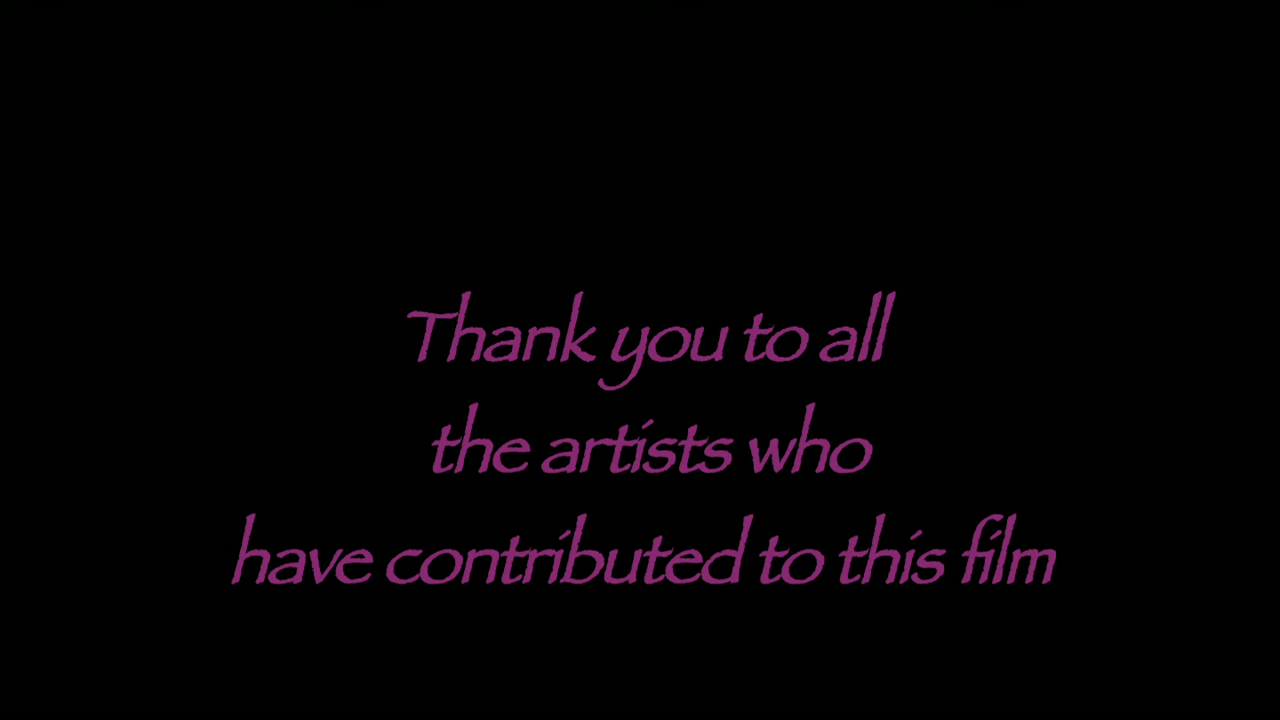 Thank you to all
the artists who
have contributed to this film